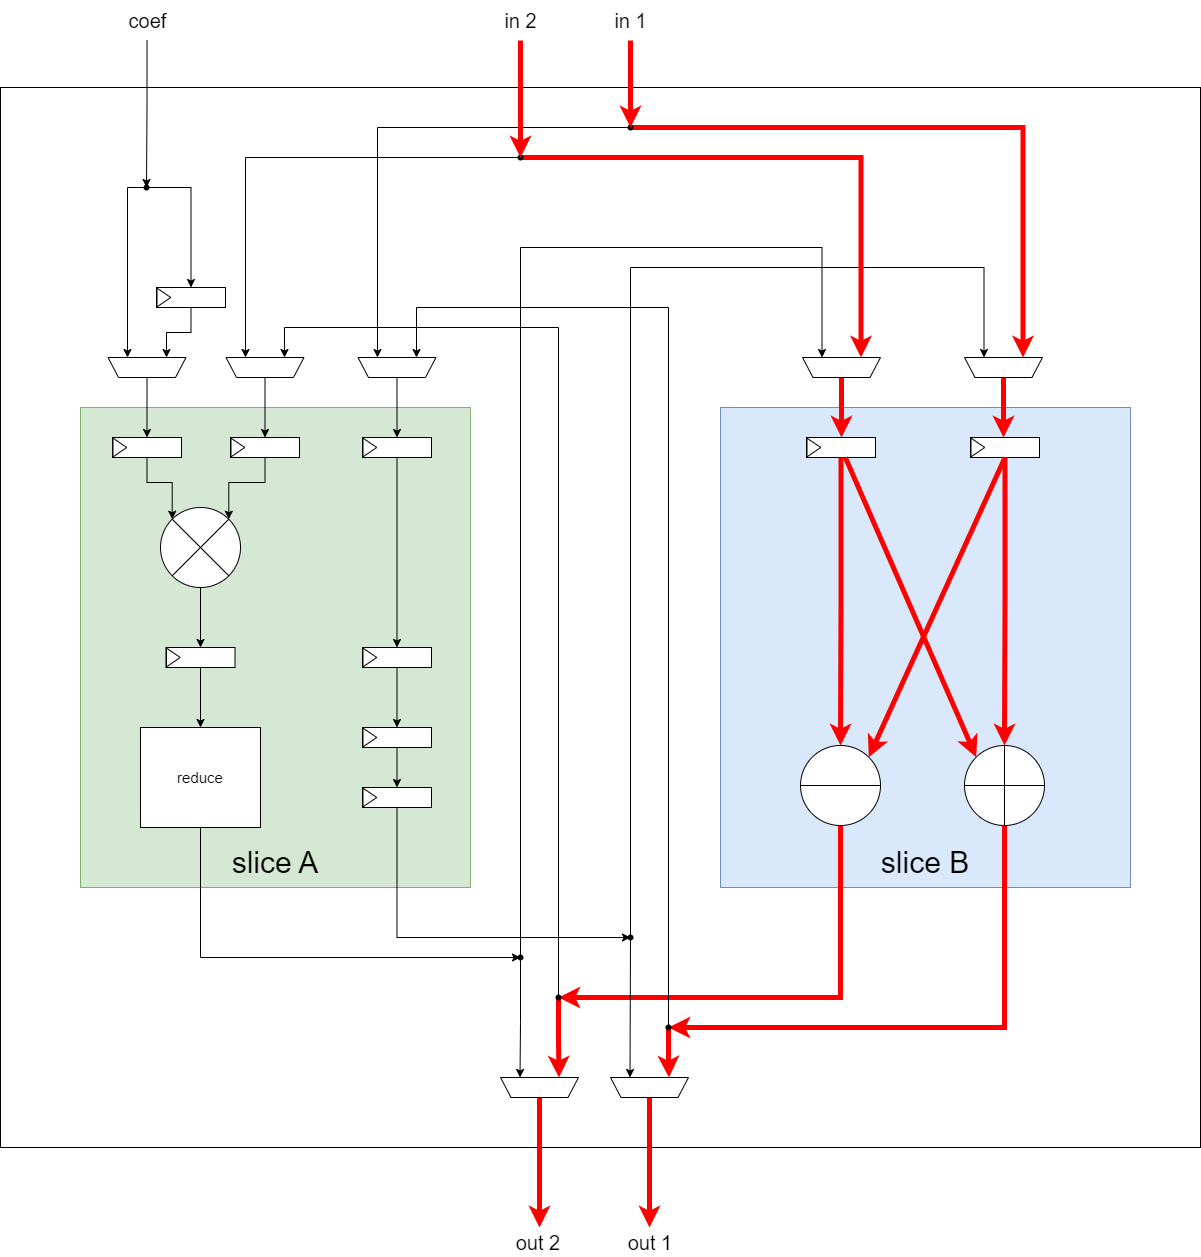 coef
in 2
in 1
reduce
slice A
slice B
out 2
out 1